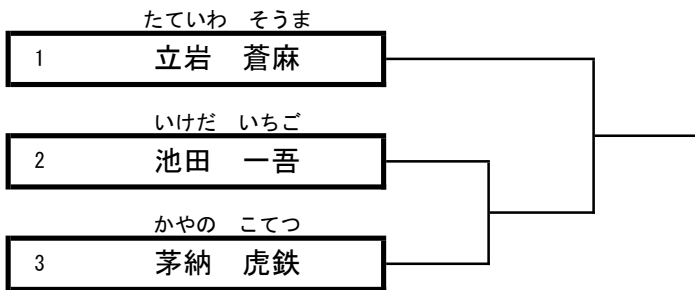 たていわ　そうま
1　立岩　蒼麻
いけだ　いちご
2　池田　一吾
かやの　こてつ
3　茅納　虎鉄